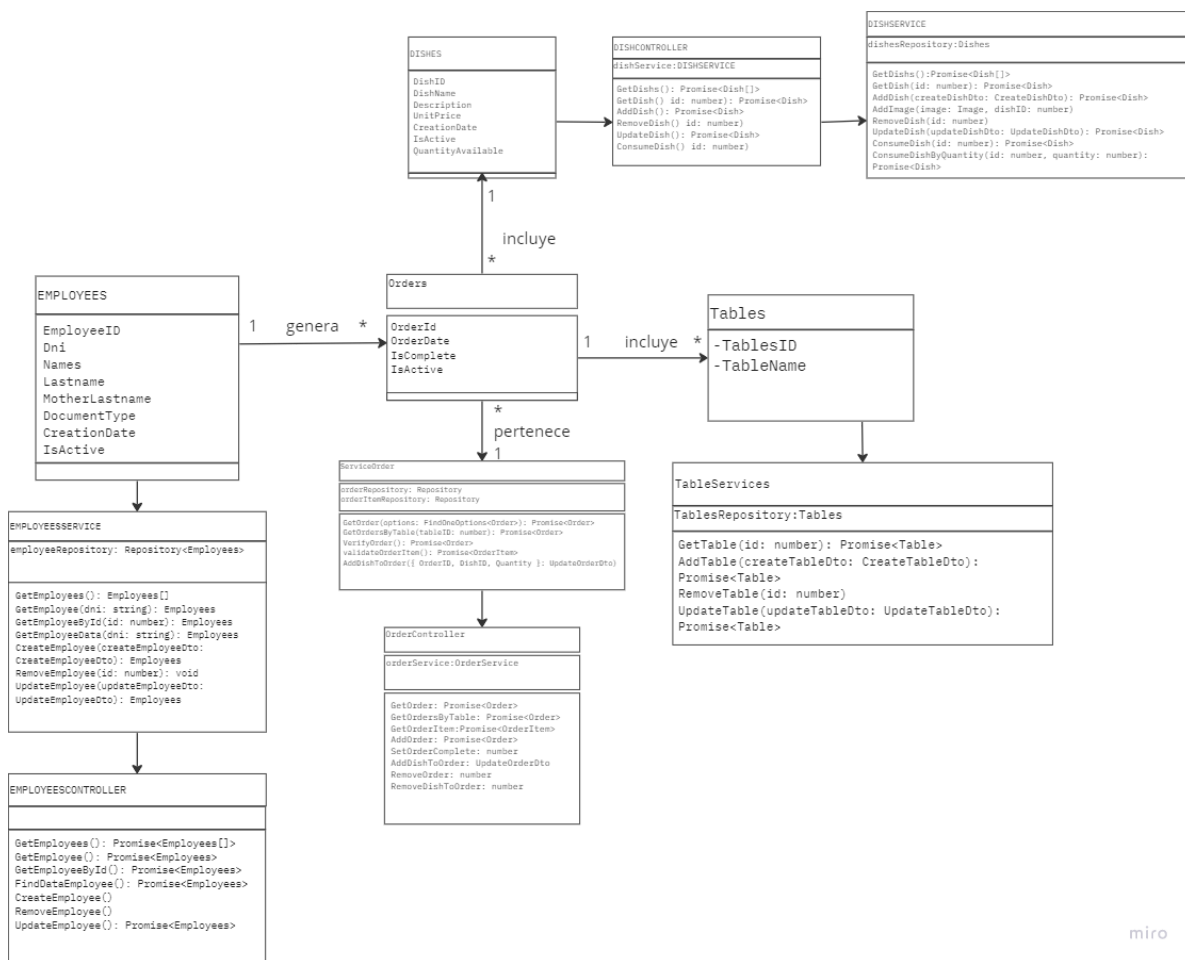 DISHES
DishID
DishName
Description
UnitPrice
CreationDate
IsActive
QuantityAvailable
DISHCONTROLLER
dishService:DISHSERVICE
GetDishs(): Promise<Dish[]>
GetDish() id: number): Promise<Dish>
AddDish(): Promise<Dish>
RemoveDish() id: number)
UpdateDish(): Promise<Dish>
ConsumeDish() id: number)
DISHSERVICE
dishesRepository:Dishes
GetDishs():Promise<Dish[]>
GetDish(id: number): Promise<Dish>
AddDish(createDishDto: CreateDishDto): Promise<Dish>
AddImage(image: Image, dishID: number)
RemoveDish(id: number)
UpdateDish(updateDishDto: UpdateDishDto): Promise<Dish>
ConsumeDish(id: number): Promise<Dish>
ConsumeDishByQuantity(id: number, quantity: number):
Promise<Dish>
1
incluye
*
EMPLOYEES
EmployeeID
Dni
Names
Lastname
MotherLastname
DocumentType
CreationDate
IsActive
1 genera *
Orders
OrderId
OrderDate
IsComplete
IsActive
1 incluye *
Tables
-TablesID
-TableName
*
pertenece
1
ServiceOrder
orderRepository: Repository
orderItemRepository: Repository
GetOrder(options: FindOneOptions<Order>): Promise<Order>
GetOrdersByTable(tableID: number): Promise<Order>
VerifyOrder(): Promise<Order>
validateOrderItem(): Promise<OrderItem>
AddDishToOrder({ OrderID, DishID, Quantity }: UpdateOrderDto)
TableServices
TablesRepository:Tables
GetTable(id: number): Promise<Table>
AddTable(createTableDto: CreateTableDto):
Promise<Table>
RemoveTable(id: number)
UpdateTable(updateTableDto: UpdateTableDto):
Promise<Table>
EMPLOYEESSERVICE
employeeRepository: Repository<Employees>
GetEmployees(): Employees[]
GetEmployee(dni: string): Employees
GetEmployeeById(id: number): Employees
GetEmployeeData(dni: string): Employees
CreateEmployee(createEmployeeDto:
CreateEmployeeDto): Employees
RemoveEmployee(id: number): void
UpdateEmployee(updateEmployeeDto:
UpdateEmployeeDto): Employees
OrderController
orderService:OrderService
GetOrder: Promise<Order>
GetOrdersByTable: Promise<Order>
GetOrderItem:Promise<OrderItem>
AddOrder: Promise<Order>
SetOrderComplete: number
AddDishToOrder: UpdateOrderDto
RemoveOrder: number
RemoveDishToOrder: number
EMPLOYEESCONTROLLER
GetEmployees(): Promise<Employees[]>
GetEmployee(): Promise<Employees>
GetEmployeeById(): Promise<Employees>
FindDataEmployee(): Promise<Employees>
CreateEmployee()
RemoveEmployee()
UpdateEmployee(): Promise<Employees>
miro